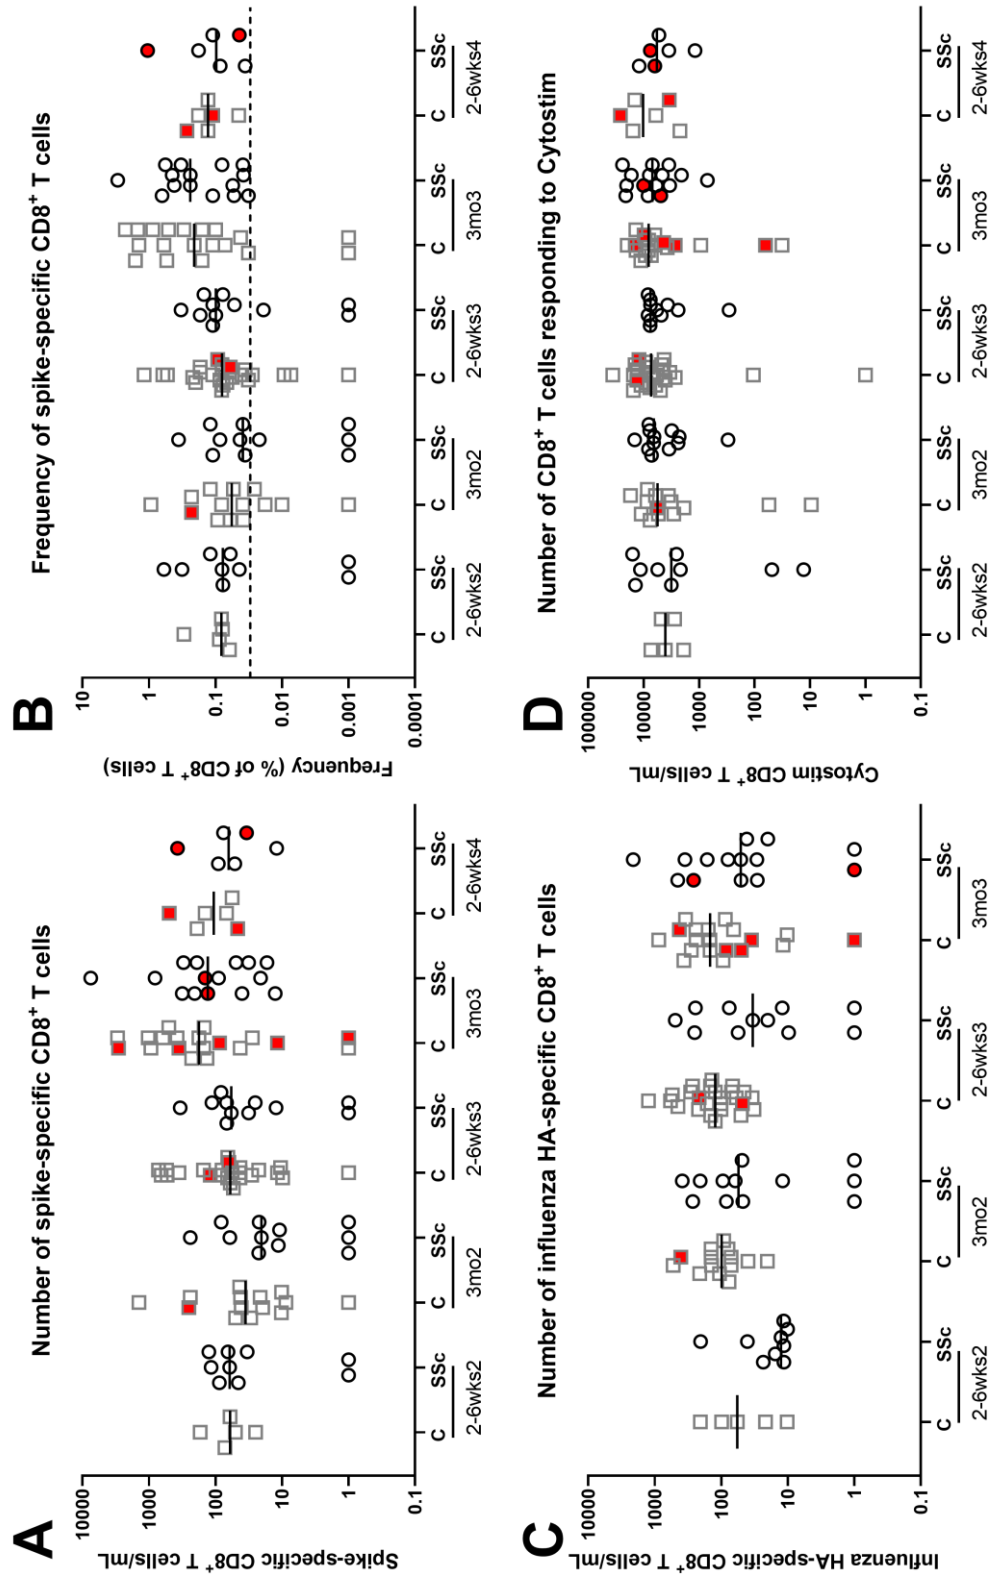 A
Number of spike-specific CD8⁺ T cells
Spike-specific CD8⁺ T cells/mL
10000
1000
100
10
1
0.1
C SSc C SSc C SSc C SSc C SSc
2-6wks2 3mo2 2-6wks3 3mo3 2-6wks4
B
Frequency of spike-specific CD8⁺ T cells
Frequency (% of CD8⁺ T cells)
10
1
0.1
0.01
0.001
0.0001
C SSc C SSc C SSc C SSc C SSc
2-6wks2 3mo2 2-6wks3 3mo3 2-6wks4
C
Number of influenza HA-specific CD8⁺ T cells
Influenza HA-specific CD8⁺ T cells/mL
10000
1000
100
10
1
0.1
C SSc C SSc C SSc C SSc
2-6wks2 3mo2 2-6wks3 3mo3
D
Number of CD8⁺ T cells responding to Cytostim
Cytostim CD8⁺ T cells/mL
100000
10000
1000
100
10
1
0.1
C SSc C SSc C SSc C SSc C SSc
2-6wks2 3mo2 2-6wks3 3mo3 2-6wks4